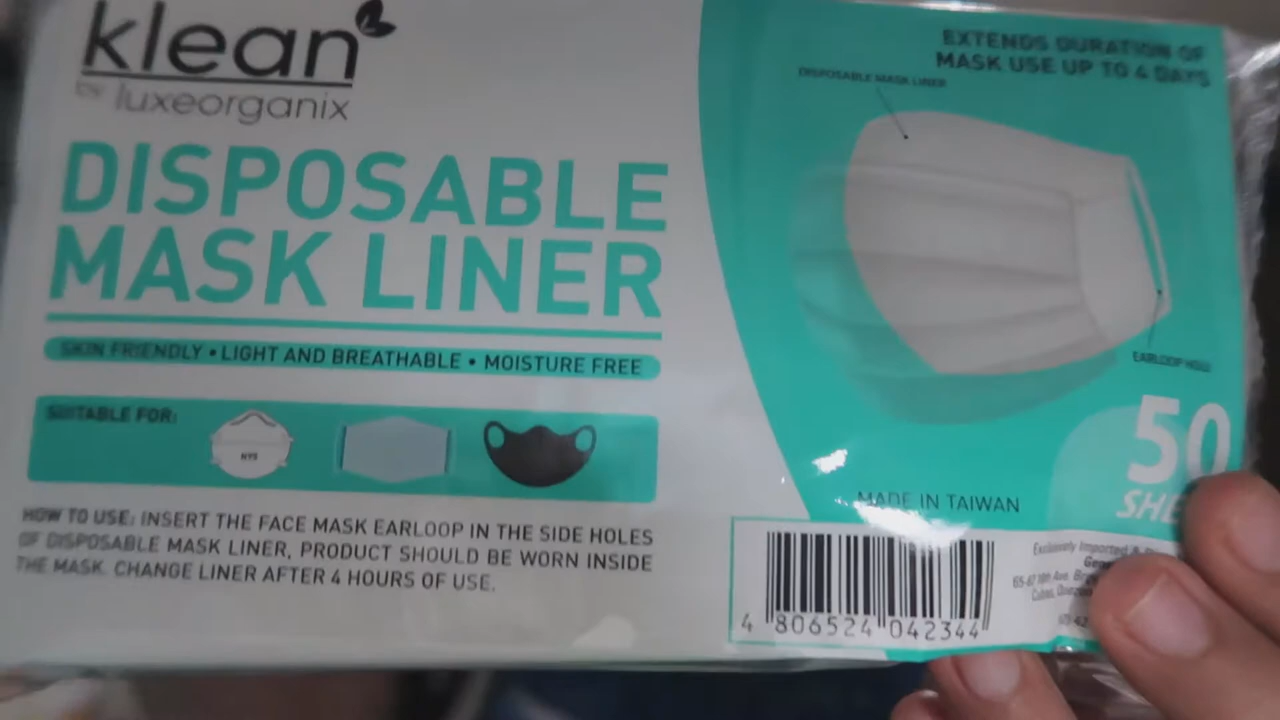 klean
by luxeorganix
DISPOSABLE
MASK LINER
SKIN FRIENDLY • LIGHT AND BREATHABLE • MOISTURE FREE
SUITABLE FOR:
N95
HOW TO USE: INSERT THE FACE MASK EARLOOP IN THE SIDE HOLES
OF DISPOSABLE MASK LINER, PRODUCT SHOULD BE WORN INSIDE
THE MASK. CHANGE LINER AFTER 4 HOURS OF USE.
EXTENDS DURATION OF
MASK USE UP TO 4 DAYS
DISPOSABLE MASK LINER
EARLOOP HOLE
50
MADE IN TAIWAN
4 806524 042344
Exclusively Imported &
Ave.